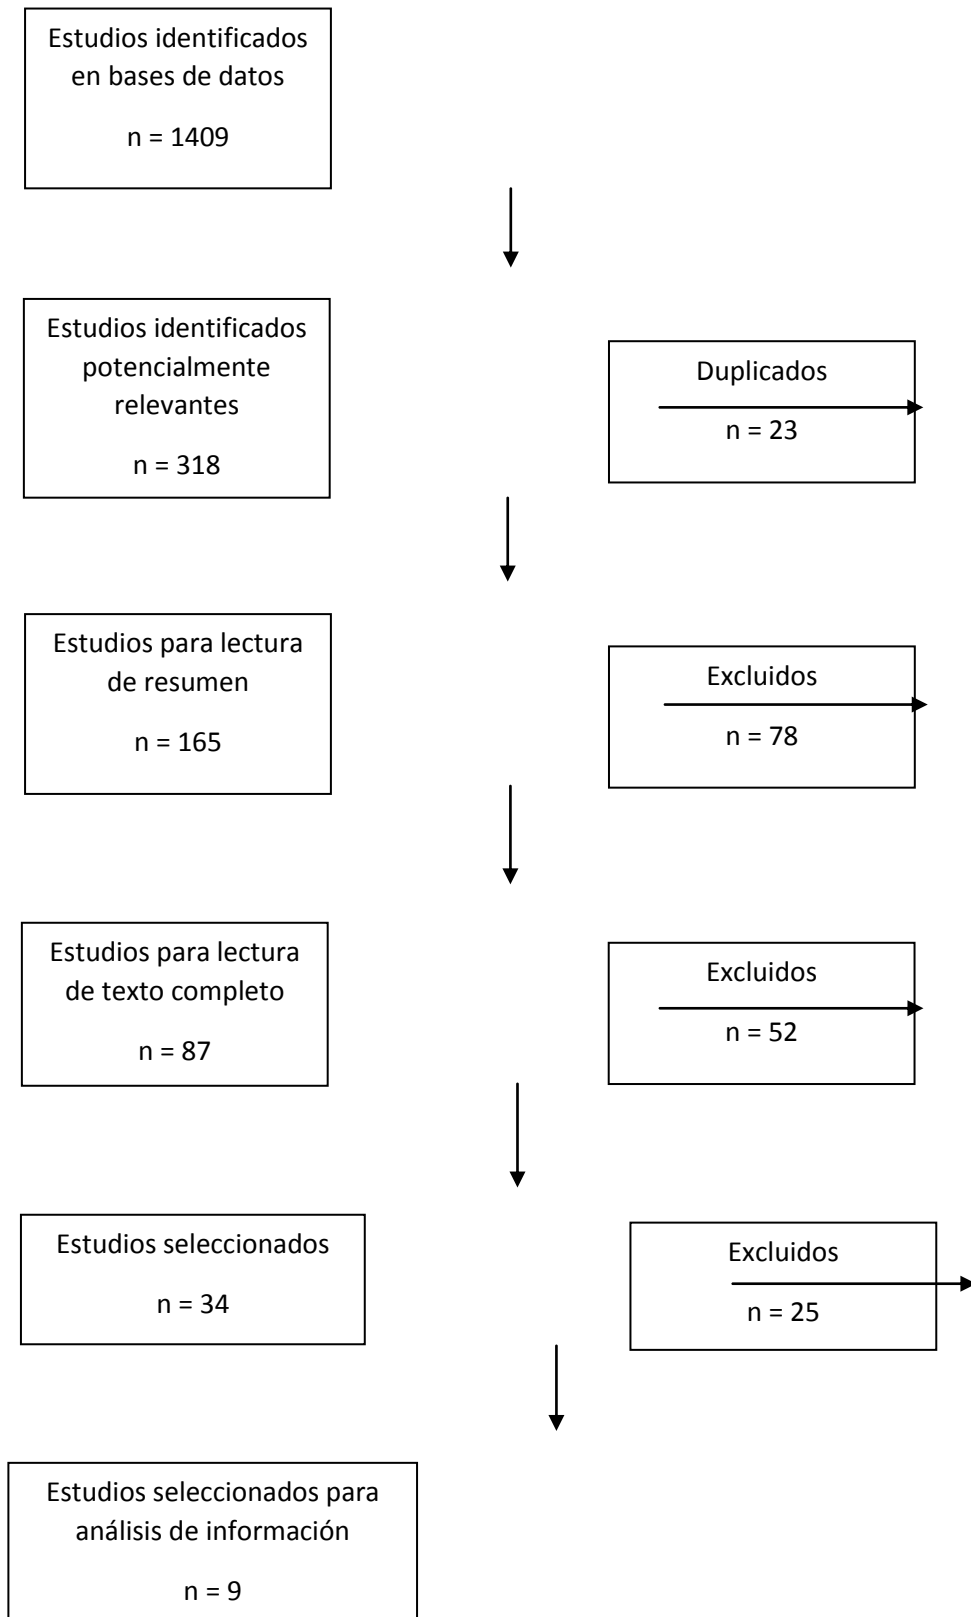 Estudios identificados
en bases de datos
n = 1409
Estudios identificados
potencialmente
relevantes
n = 318
Duplicados
n = 23
Estudios para lectura
de resumen
n = 165
Excluidos
n = 78
Estudios para lectura
de texto completo
n = 87
Excluidos
n = 52
Estudios seleccionados
n = 34
Excluidos
n = 25
Estudios seleccionados para
análisis de información
n = 9